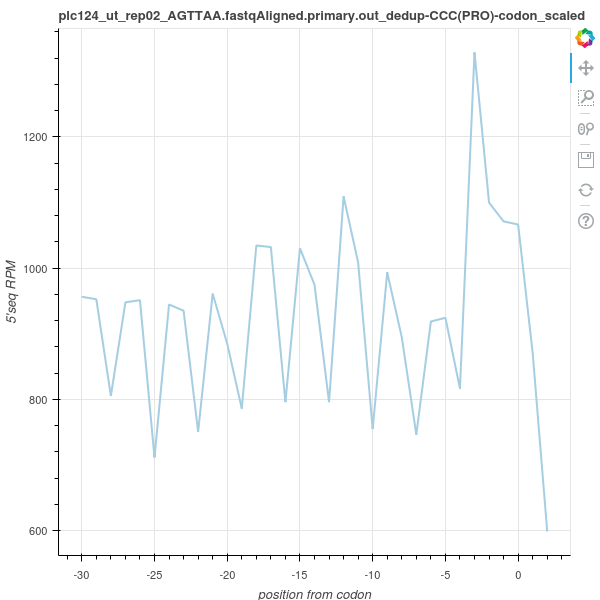 plc124_ut_rep02_AGTTAA.fastqAligned.primary.out_dedup-CCC(PRO)-codon_scaled
1200
1000
800
600
5'seq RPM
-30 -25 -20 -15 -10 -5 0
position from codon